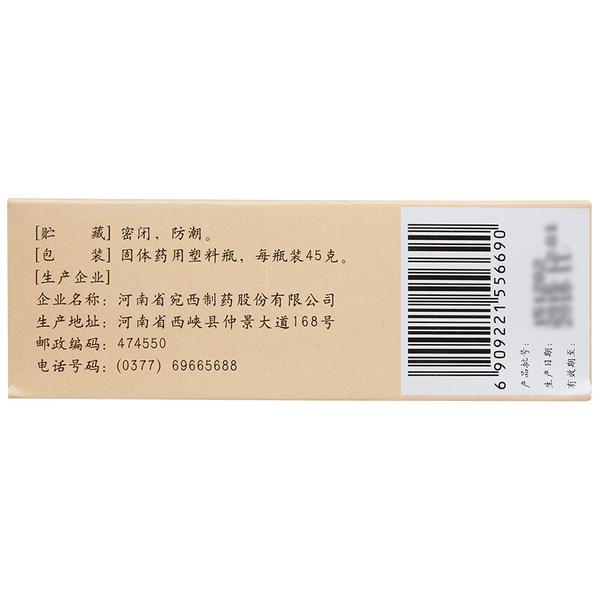 [贮　　藏] 密闭，防潮。
[包　　装] 固体药用塑料瓶，每瓶装45克。
[生产企业]
企业名称：河南省宛西制药股份有限公司
生产地址：河南省西峡县仲景大道168号
邮政编码：474550
电话号码：(0377) 69665688
6909221556690
产品批号：
生产日期：
有效期至：